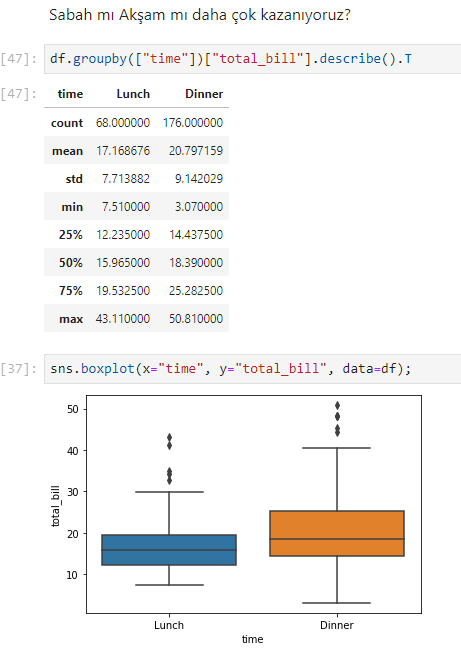 Sabah mı Akşam mı daha çok kazanıyoruz?
[47]: df.groupby(["time"])["total_bill"].describe().T
[47]: time Lunch Dinner
count 68.000000 176.000000
mean 17.168676 20.797159
std 7.713882 9.142029
min 7.510000 3.070000
25% 12.235000 14.437500
50% 15.965000 18.390000
75% 19.532500 25.282500
max 43.110000 50.810000
[37]: sns.boxplot(x="time", y="total_bill", data=df);
50
40
30
20
10
total_bill
Lunch Dinner
time